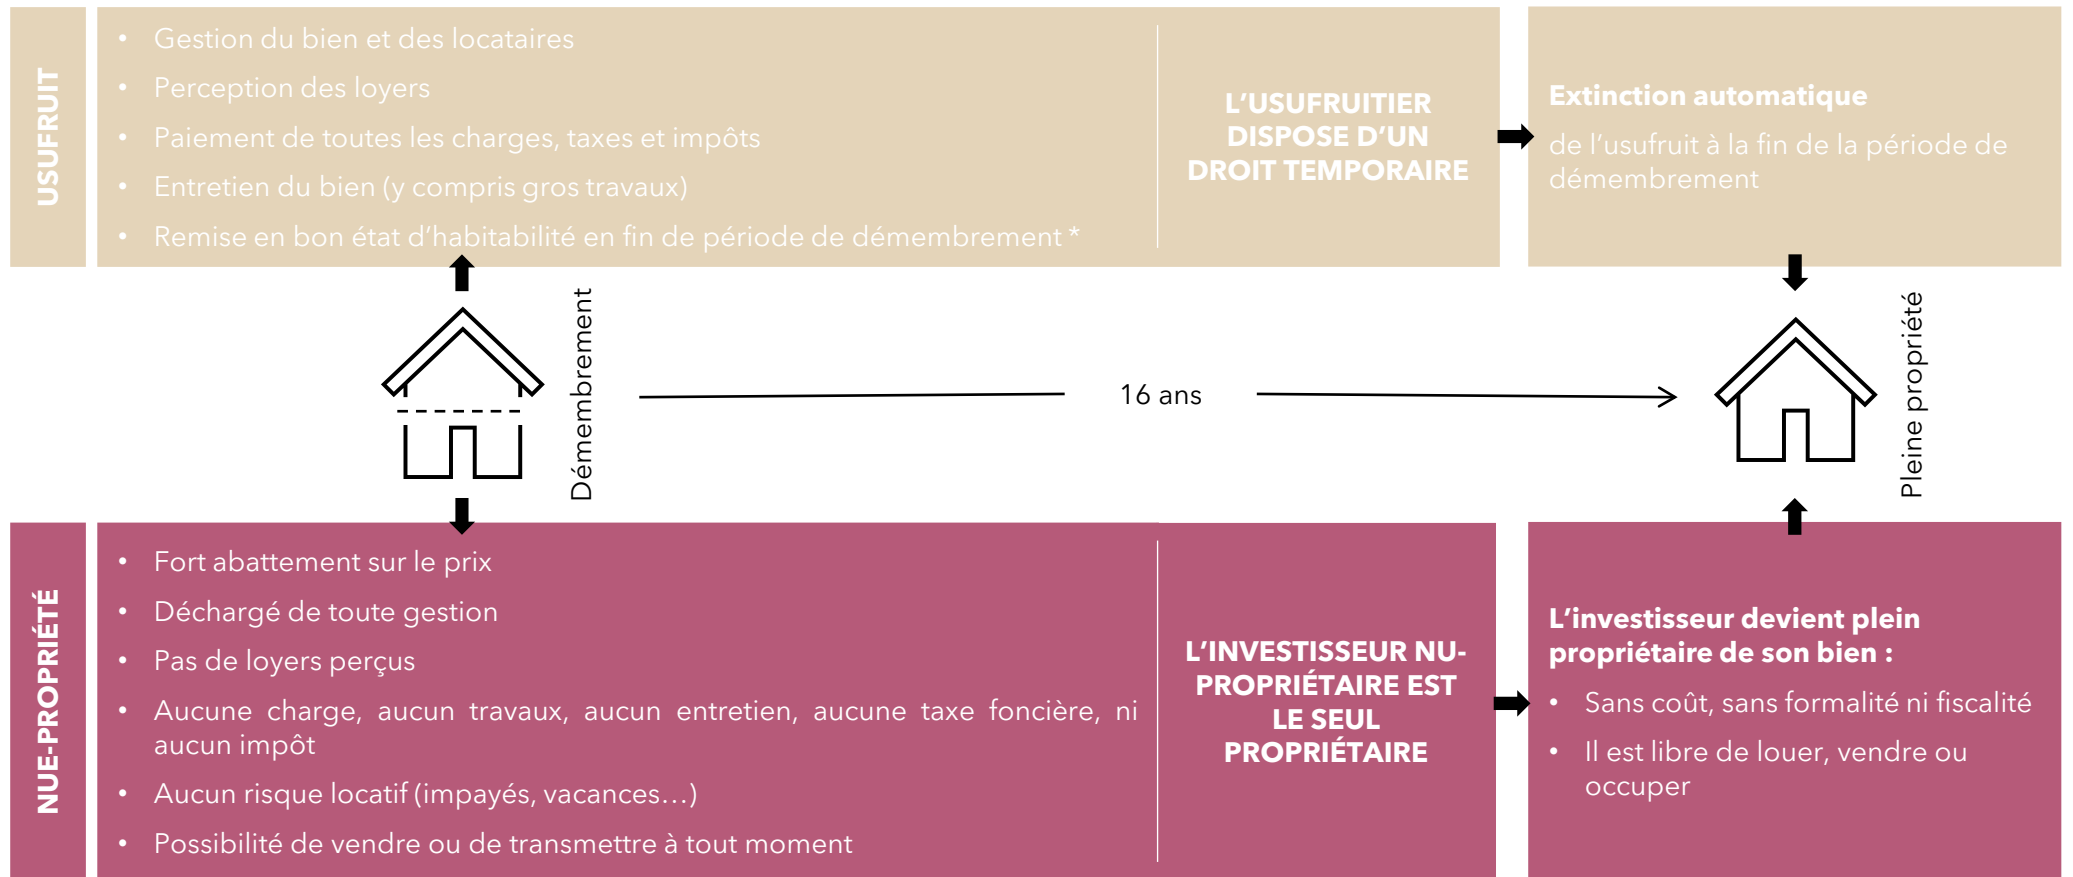 USUFRUIT
• Gestion du bien et des locataires
• Perception des loyers
• Paiement de toutes les charges, taxes et impôts
• Entretien du bien (y compris gros travaux)
• Remise en bon état d’habitabilité en fin de période de démembrement *
L’USUFRUITIER
DISPOSE D’UN
DROIT TEMPORAIRE
Extinction automatique
de l’usufruit à la fin de la période de
démembrement
Démembrement
16 ans
Pleine propriété
NUE-PROPRIÉTÉ
• Fort abattement sur le prix
• Déchargé de toute gestion
• Pas de loyers perçus
• Aucune charge, aucun travaux, aucun entretien, aucune taxe foncière, ni
aucun impôt
• Aucun risque locatif (impayés, vacances…)
• Possibilité de vendre ou de transmettre à tout moment
L’INVESTISSEUR NU-
PROPRIÉTAIRE EST
LE SEUL
PROPRIÉTAIRE
L’investisseur devient plein
propriétaire de son bien :
• Sans coût, sans formalité ni fiscalité
• Il est libre de louer, vendre ou
occuper